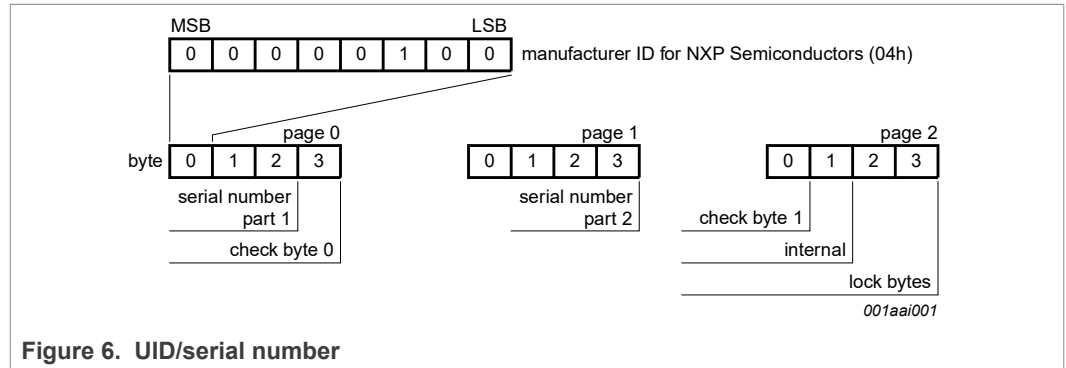 MSB LSB
0 0 0 0 0 1 0 0 manufacturer ID for NXP Semiconductors (04h)
page 0 page 1 page 2
byte 0 1 2 3 0 1 2 3 0 1 2 3
serial number
part 1
check byte 0
serial number
part 2
check byte 1
internal
lock bytes
001aai001
Figure 6. UID/serial number